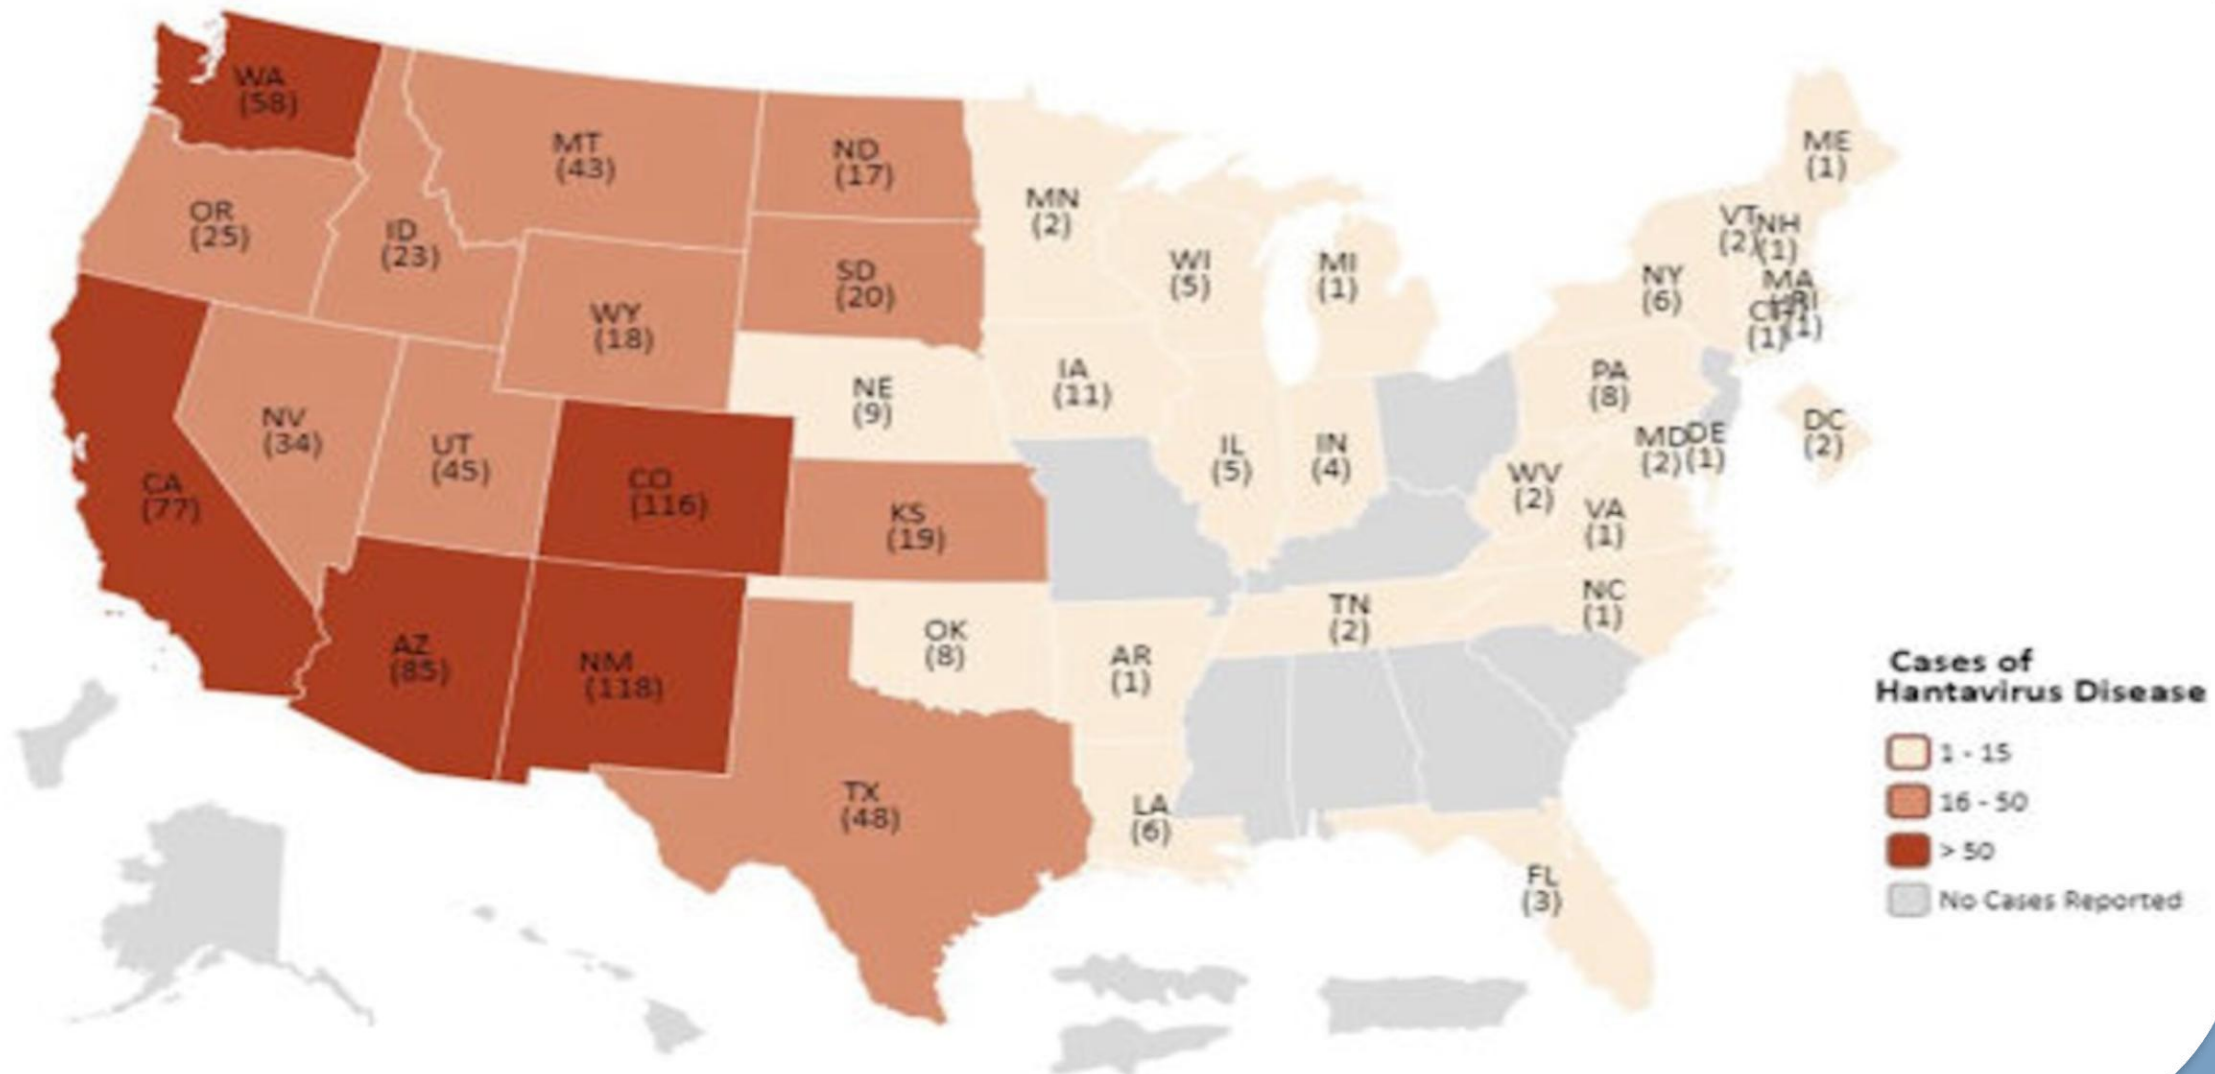 WA
(58)
MT
(43)
ND
(17)
MN
(2)
ME
(1)
OR
(25)
ID
(23)
SD
(20)
WI
(5)
MI
(1)
VT
(2)
NH
(1)
NY
(6)
MA
RI
(1)
(1)
WY
(18)
NE
(9)
IA
(11)
PA
(8)
NV
(34)
UT
(45)
CA
(77)
CO
(116)
KS
(19)
IL
(5)
IN
(4)
WV
(2)
MD
(2)
DE
(1)
DC
(2)
VA
(1)
NC
(1)
TN
(2)
AZ
(85)
NM
(118)
OK
(8)
AR
(1)
TX
(48)
LA
(6)
FL
(3)
Cases of
Hantavirus Disease
1 - 15
16 - 50
> 50
No Cases Reported